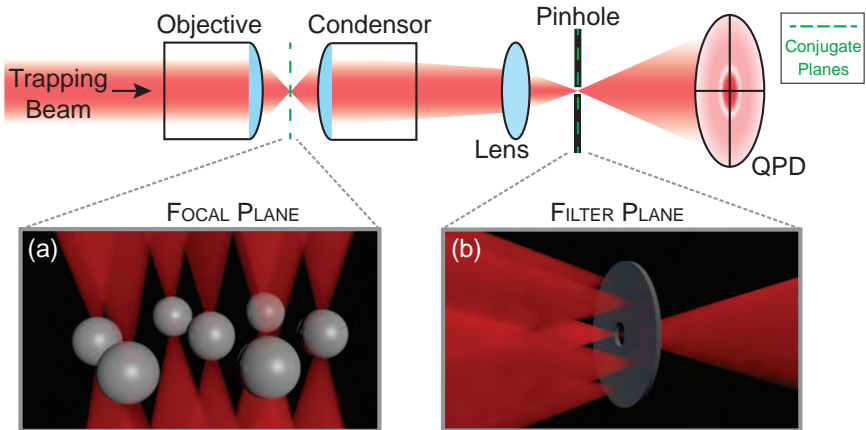 Objective
Condensor
Pinhole
Conjugate
Planes
Trapping
Beam
Lens
QPD
FOCAL PLANE
FILTER PLANE
(a)
(b)